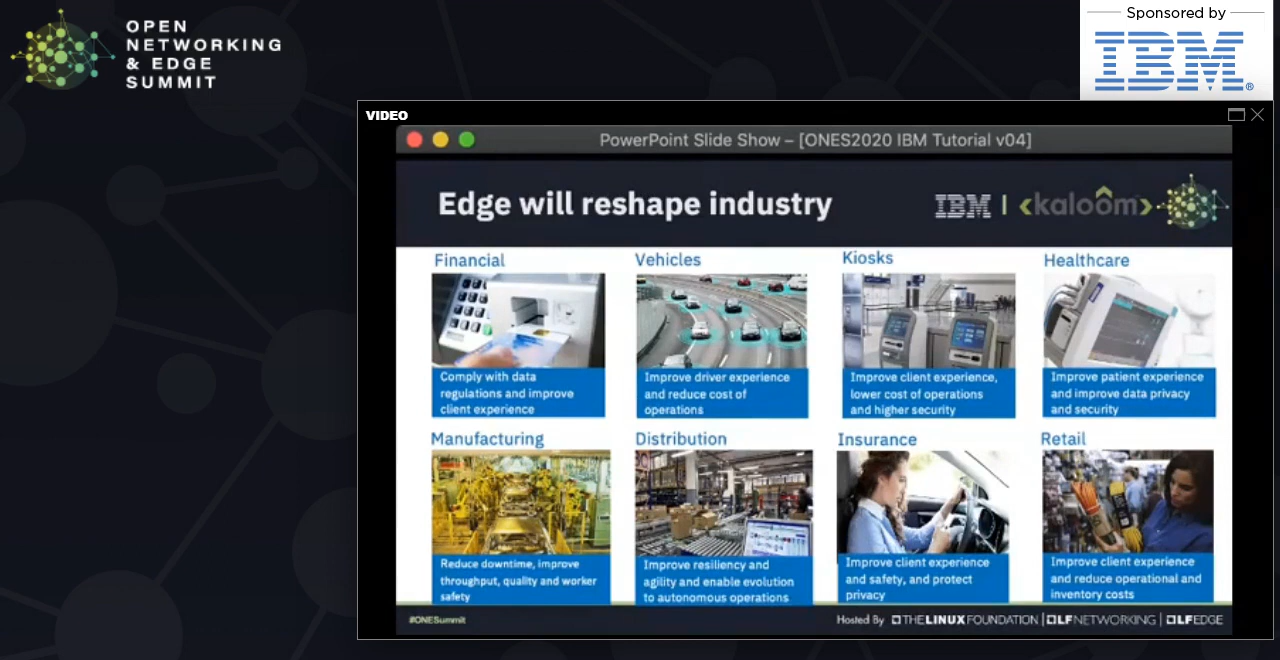 OPEN
NETWORKING
& EDGE
SUMMIT
Sponsored by
IBM®
VIDEO
PowerPoint Slide Show – [ONES2020 IBM Tutorial v04]
Edge will reshape industry
IBM | <kaloom>
Financial
Comply with data
regulations and improve
client experience
Vehicles
Improve driver experience
and reduce cost of
operations
Kiosks
Improve client experience,
lower cost of operations
and higher security
Healthcare
Improve patient experience
and improve data privacy
and security
Manufacturing
Reduce downtime, improve
throughput, quality and worker
safety
Distribution
Improve resiliency and
agility and enable evolution
to autonomous operations
Insurance
Improve client experience
and safety, and protect
privacy
Retail
Improve client experience
and reduce operational and
inventory costs
#ONESummit
Hosted By THE LINUX FOUNDATION | LF NETWORKING | LF EDGE